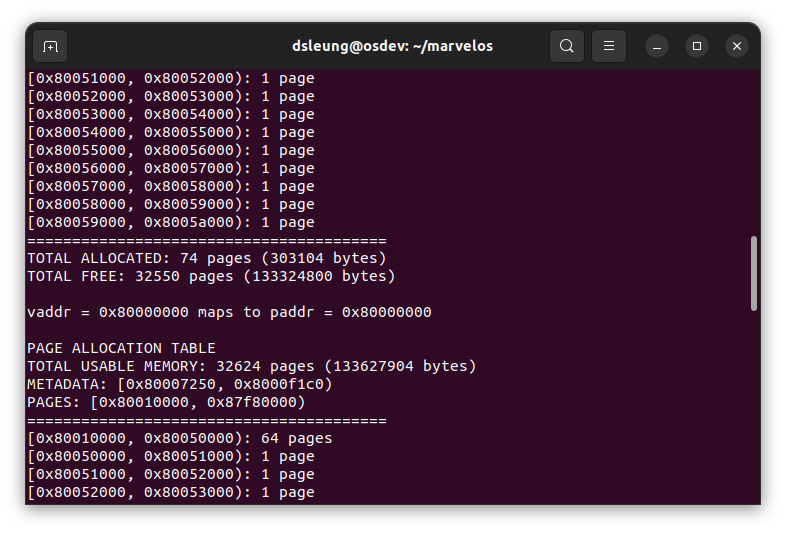 dsleung@osdev: ~/marvelos
[0x80051000, 0x80052000): 1 page
[0x80052000, 0x80053000): 1 page
[0x80053000, 0x80054000): 1 page
[0x80054000, 0x80055000): 1 page
[0x80055000, 0x80056000): 1 page
[0x80056000, 0x80057000): 1 page
[0x80057000, 0x80058000): 1 page
[0x80058000, 0x80059000): 1 page
[0x80059000, 0x8005a000): 1 page
========================================
TOTAL ALLOCATED: 74 pages (303104 bytes)
TOTAL FREE: 32550 pages (133324800 bytes)
vaddr = 0x80000000 maps to paddr = 0x80000000
PAGE ALLOCATION TABLE
TOTAL USABLE MEMORY: 32624 pages (133627904 bytes)
METADATA: [0x80007250, 0x8000f1c0)
PAGES: [0x80010000, 0x87f80000)
========================================
[0x80010000, 0x80050000): 64 pages
[0x80050000, 0x80051000): 1 page
[0x80051000, 0x80052000): 1 page
[0x80052000, 0x80053000): 1 page